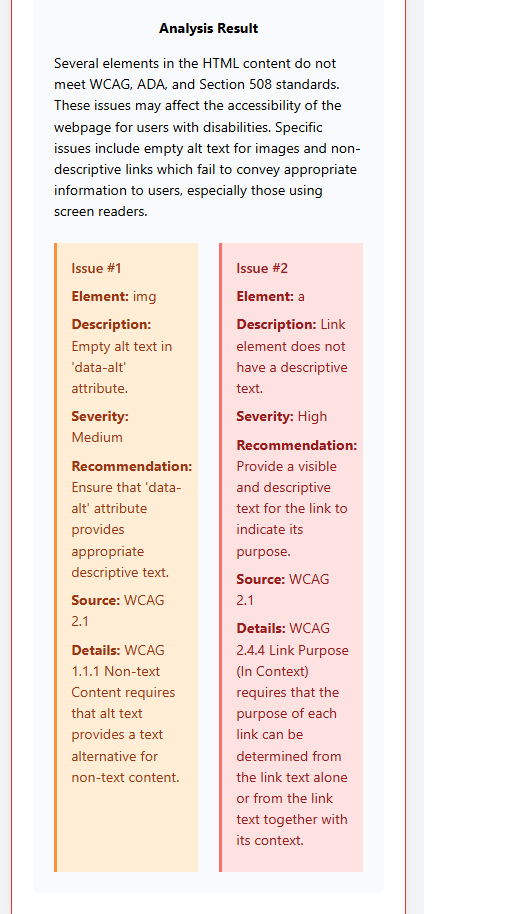 Analysis Result
Several elements in the HTML content do not
meet WCAG, ADA, and Section 508 standards.
These issues may affect the accessibility of the
webpage for users with disabilities. Specific
issues include empty alt text for images and non-
descriptive links which fail to convey appropriate
information to users, especially those using
screen readers.
Issue #1
Element: img
Description:
Empty alt text in
'data-alt'
attribute.
Severity:
Medium
Recommendation:
Ensure that 'data-
alt' attribute
provides
appropriate
descriptive text.
Source: WCAG
2.1
Details: WCAG
1.1.1 Non-text
Content requires
that alt text
provides a text
alternative for
non-text content.
Issue #2
Element: a
Description: Link
element does not
have a descriptive
text.
Severity: High
Recommendation:
Provide a visible
and descriptive
text for the link to
indicate its
purpose.
Source: WCAG
2.1
Details: WCAG
2.4.4 Link Purpose
(In Context)
requires that the
purpose of each
link can be
determined from
the link text alone
or from the link
text together with
its context.